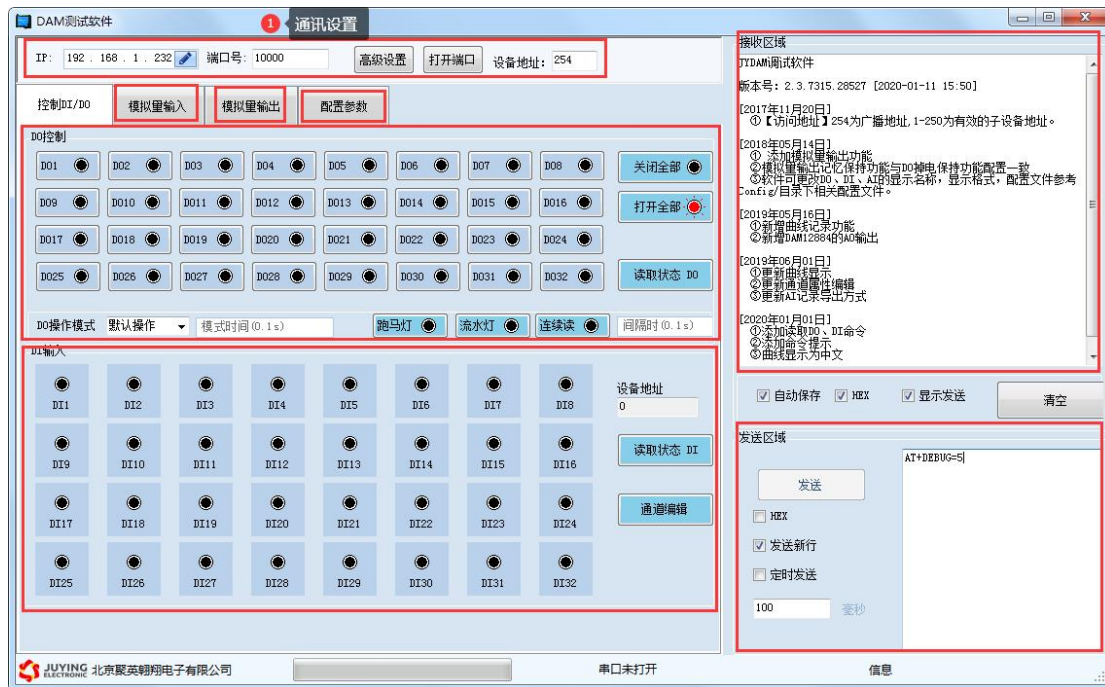 DAM测试软件
1 通讯设置
IP: 192 . 168 . 1 . 232 端口号: 10000 高级设置 打开端口 设备地址: 254
控制DI/DO 模拟里输入 模拟里输出 配置参数
DO控制
DO1 DO2 DO3 DO4 DO5 DO6 DO7 DO8 关闭全部
DO9 DO10 DO11 DO12 DO13 DO14 DO15 DO16 打开全部
DO17 DO18 DO19 DO20 DO21 DO22 DO23 DO24
DO25 DO26 DO27 DO28 DO29 DO30 DO31 DO32 读取状态 DO
DO操作模式 默认操作 模式时间(0.1s) 跑马灯 流水灯 连续读 间隔时(0.1s)
DI输入
DI1 DI2 DI3 DI4 DI5 DI6 DI7 DI8
设备地址
0
DI9 DI10 DI11 DI12 DI13 DI14 DI15 DI16
读取状态 DI
DI17 DI18 DI19 DI20 DI21 DI22 DI23 DI24
通道编辑
DI25 DI26 DI27 DI28 DI29 DI30 DI31 DI32
接收区域
JYDAM调试软件
版本号: 2.3.7315.28527 [2020-01-11 15:50]
[2017年11月20日]
①【访问地址】254为广播地址,1-250为有效的子设备地址。
[2018年05月14日]
① 添加模拟量输出功能
②模拟量输出记忆保持功能与DO掉电保持功能配置一致
③软件可更改DO、DI、AI的显示名称，显示格式，配置文件参考
Config/目录下相关配置文件。
[2019年05月16日]
①新增曲线记录功能
②新增DAM12884的AO输出
[2019年06月01日]
①更新曲线显示
②更新通道属性编辑
③更新AI记录导出方式
[2020年01月01日]
①添加读取DO、DI命令
②添加命令提示
③曲线显示为中文
自动保存 HEX 显示发送 清空
发送区域
AT+DEBUG=5
发送
HEX
发送新行
定时发送
100 毫秒
JUYING ELECTRONIC 北京聚英翱翔电子有限公司 串口未打开 信息